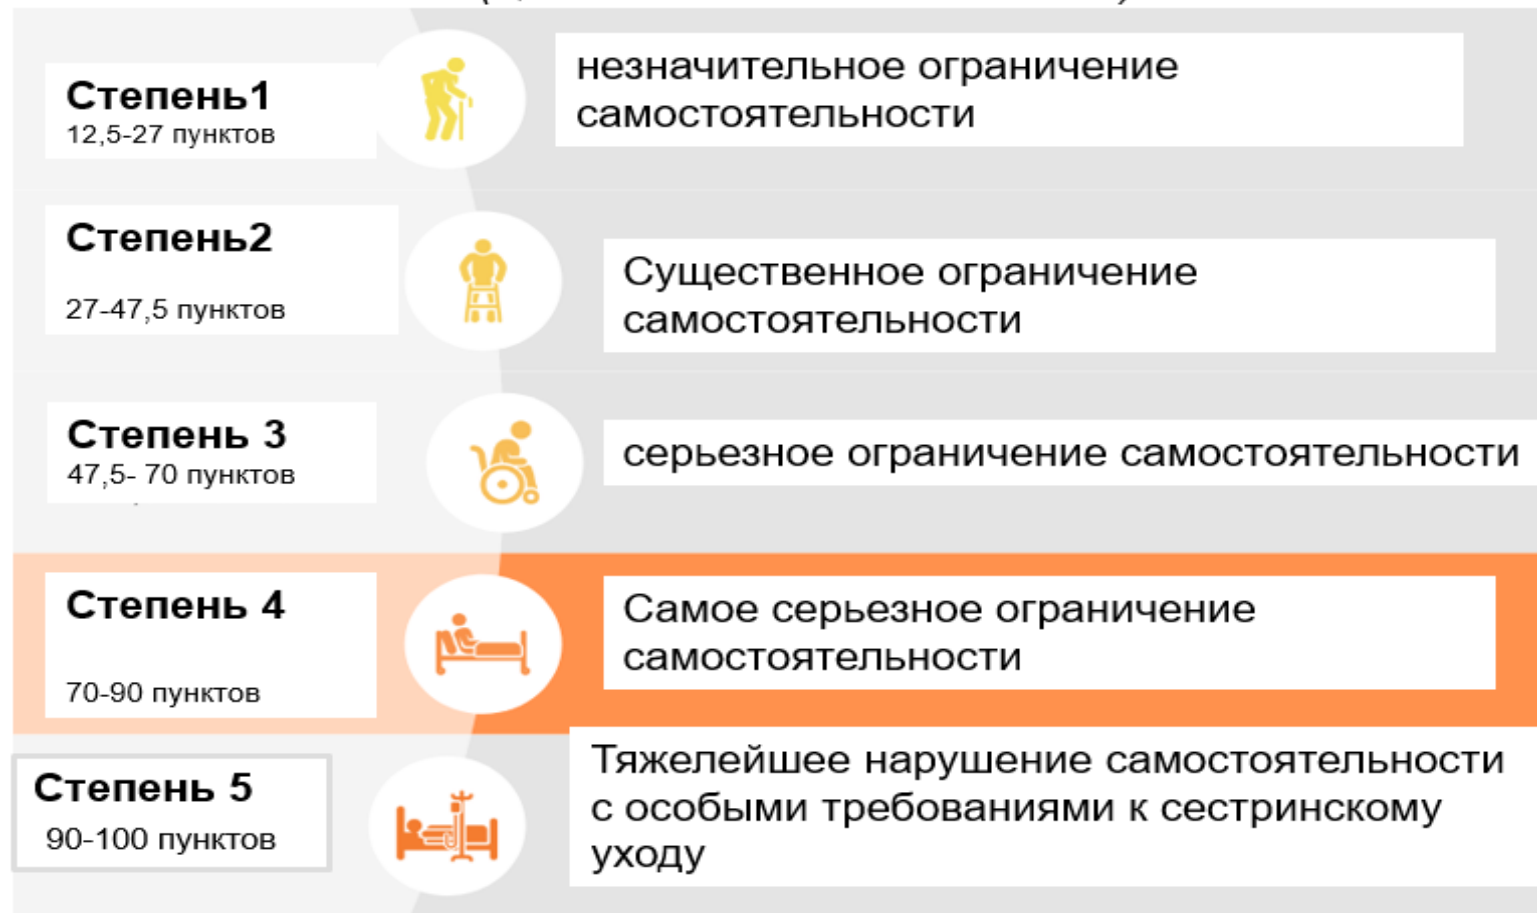 Степень1
12,5-27 пунктов
незначительное ограничение
самостоятельности
Степень2
27-47,5 пунктов
Существенное ограничение
самостоятельности
Степень 3
47,5- 70 пунктов
серьезное ограничение самостоятельности
Степень 4
70-90 пунктов
Самое серьезное ограничение
самостоятельности
Степень 5
90-100 пунктов
Тяжелейшее нарушение самостоятельности
с особыми требованиями к сестринскому
уходу